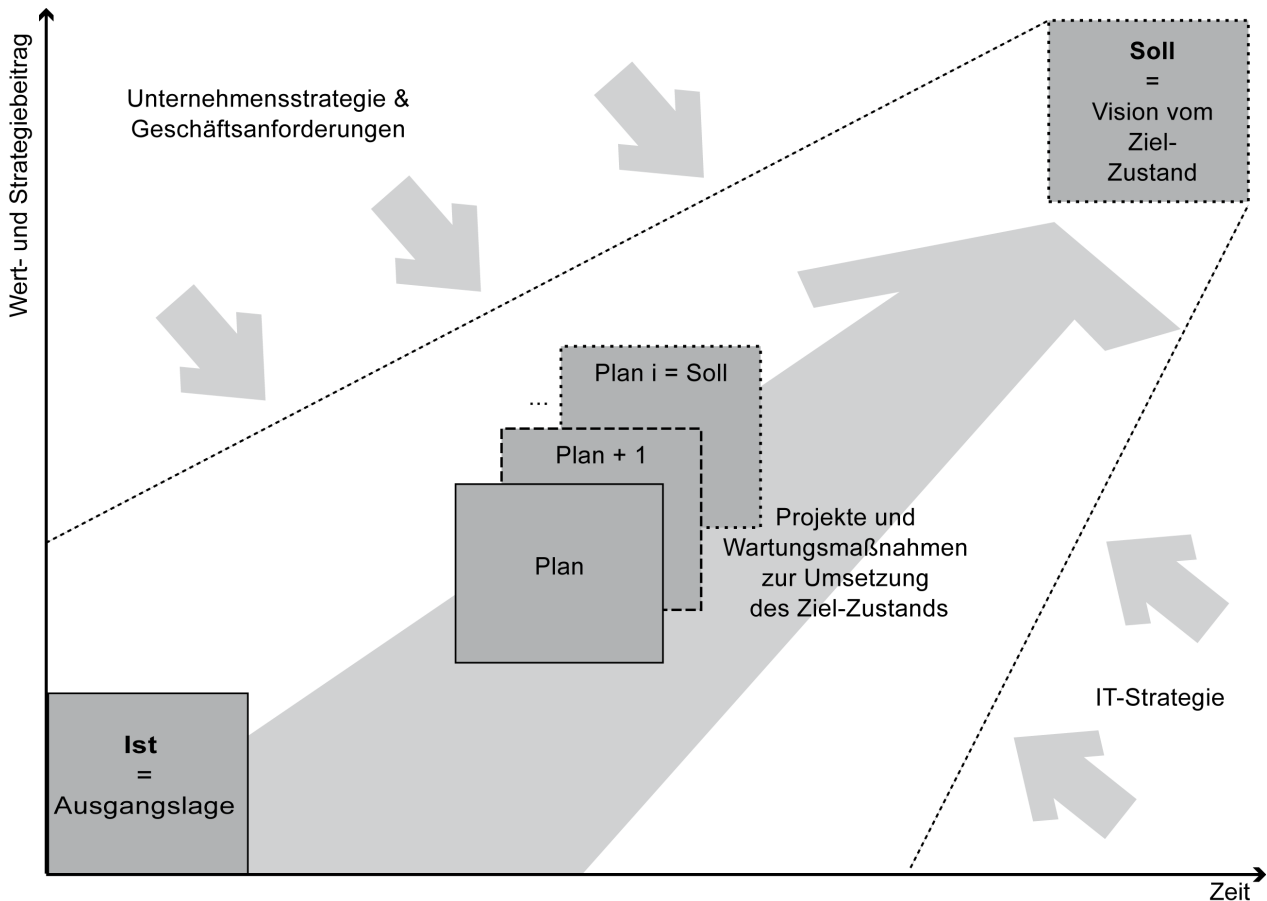 Wert- und Strategiebeitrag
Unternehmensstrategie &
Geschäftsanforderungen
Soll
=
Vision vom
Ziel-
Zustand
Plan i = Soll
...
Plan + 1
Plan
Projekte und
Wartungsmaßnahmen
zur Umsetzung
des Ziel-Zustands
IT-Strategie
Ist
=
Ausgangslage
Zeit